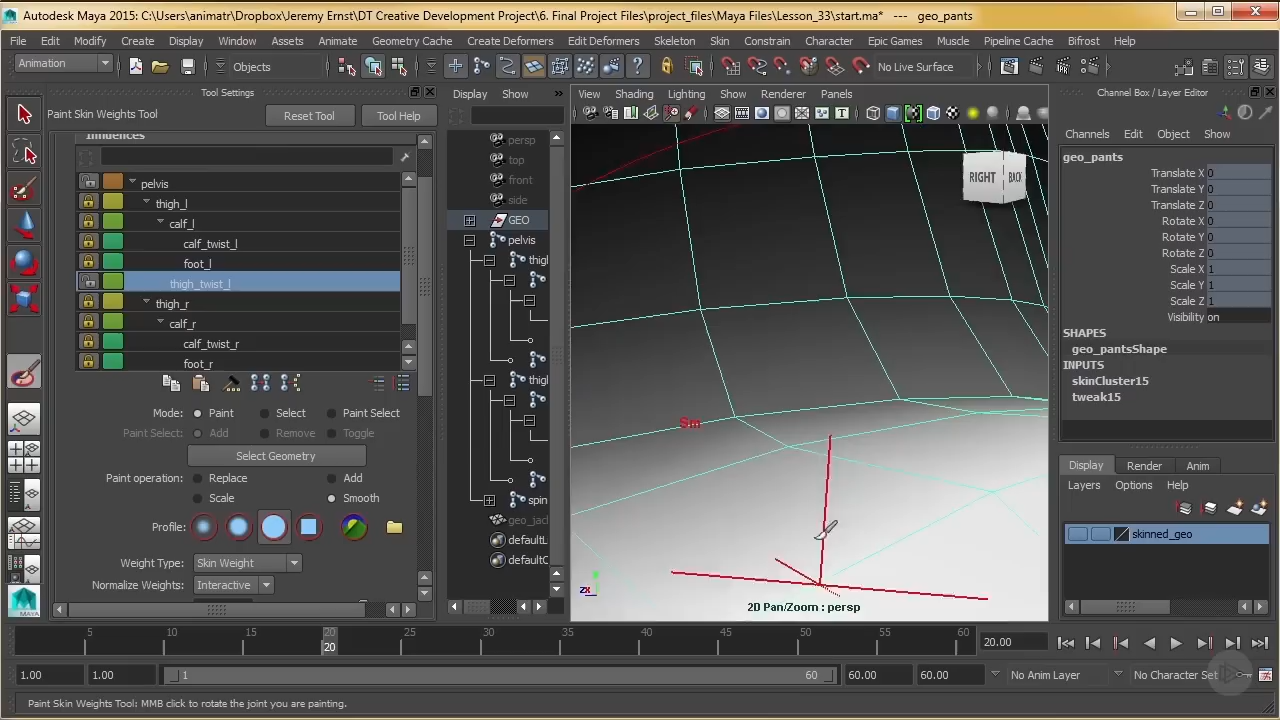 Autodesk Maya 2015: C:\Users\animatr\Dropbox\Jeremy Ernst\DT Creative Development Project\6. Final Project Files\project_files\Maya Files\Lesson_33\start.ma* --- geo_pants
File Edit Modify Create Display Window Assets Animate Geometry Cache Create Deformers Edit Deformers Skeleton Skin Constrain Character Epic Games Muscle Pipeline Cache Bifrost Help
Animation Objects No Live Surface
Tool Settings
Paint Skin Weights Tool Reset Tool Tool Help
Influences
pelvis
thigh_l
calf_l
calf_twist_l
foot_l
thigh_twist_l
thigh_r
calf_r
calf_twist_r
foot_r
Mode: Paint Select Paint Select
Paint Select: Add Remove Toggle
Select Geometry
Paint operation: Replace Add
Scale Smooth
Profile:
Weight Type: Skin Weight
Normalize Weights: Interactive
Display Show
persp
top
front
side
GEO
pelvis
thigl
thigl
spin
geo_jac
defaultL
defaultO
View Shading Lighting Show Renderer Panels
RIGHT BACK
Sm
ZX
2D Pan/Zoom : persp
Channel Box / Layer Editor
Channels Edit Object Show
geo_pants
Translate X 0
Translate Y 0
Translate Z 0
Rotate X 0
Rotate Y 0
Rotate Z 0
Scale X 1
Scale Y 1
Scale Z 1
Visibility on
SHAPES
geo_pantsShape
INPUTS
skinCluster15
tweak15
Display Render Anim
Layers Options Help
skinned_geo
5 10 15 20 25 30 35 40 45 50 55 60
20
20.00
1.00 1.00 1 60 60.00 60.00 No Anim Layer No Character Set
Paint Skin Weights Tool: MMB click to rotate the joint you are painting.
MAYA